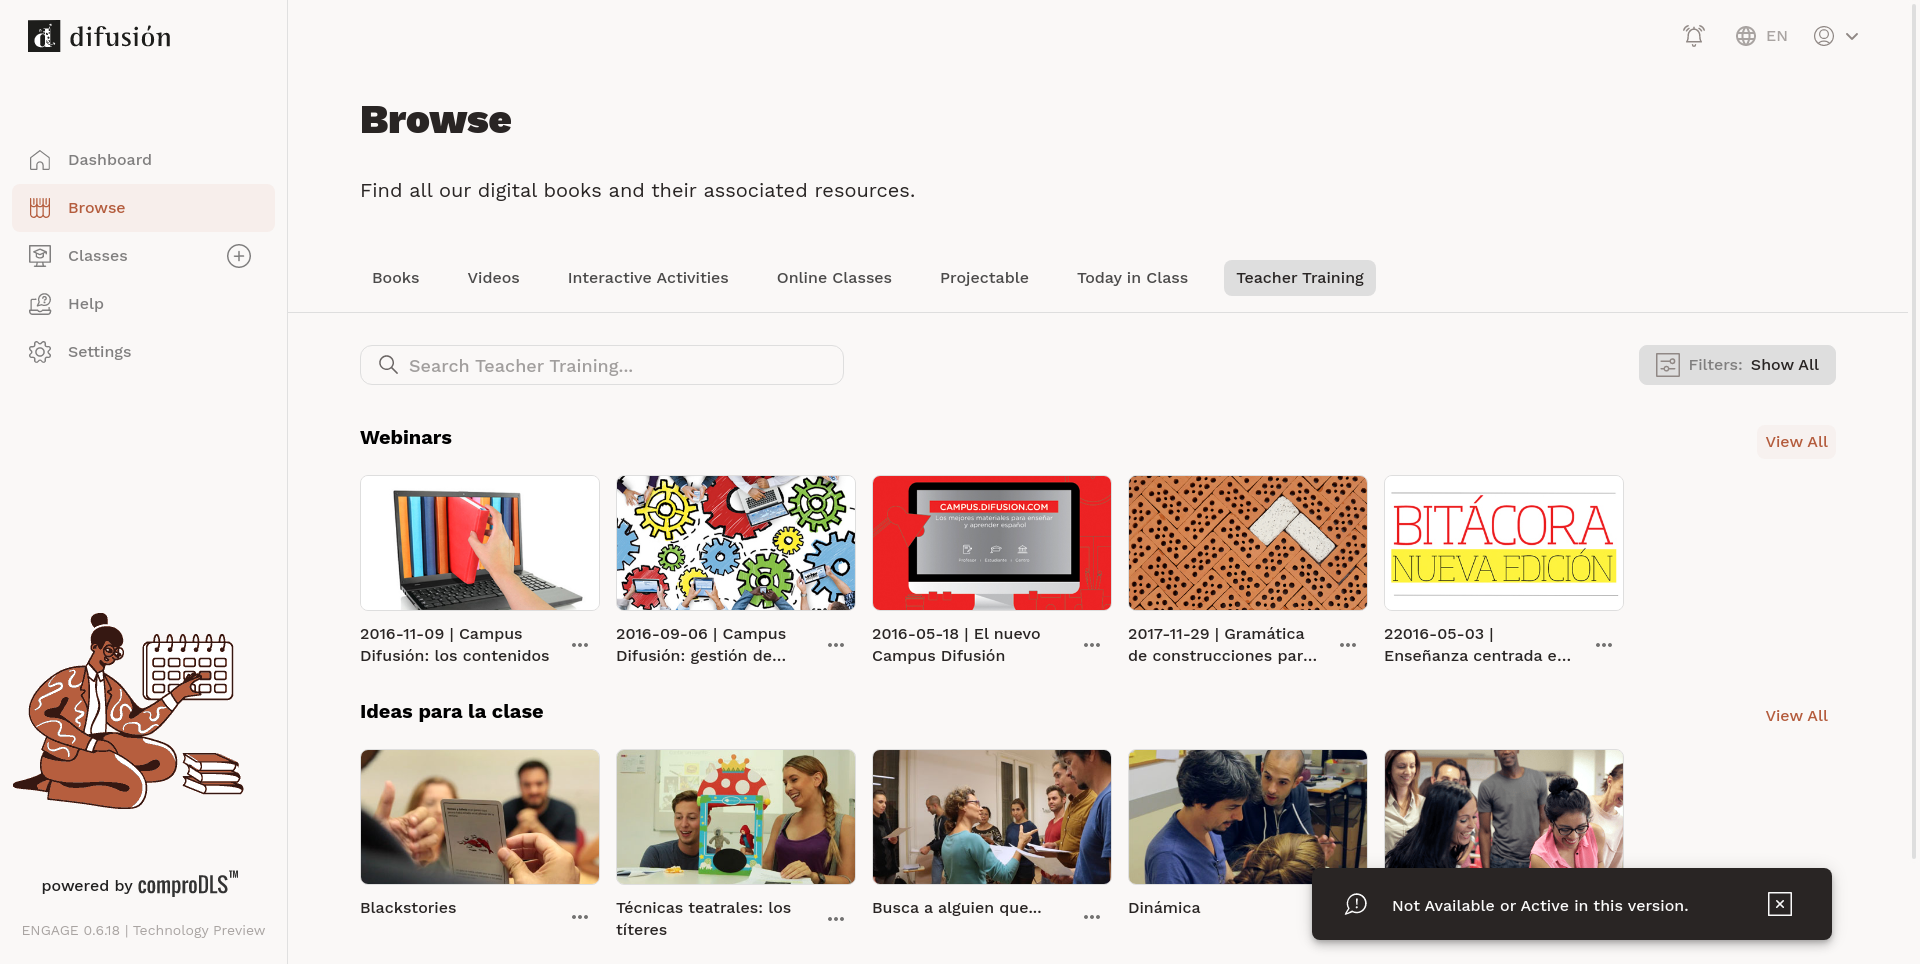 difusión
EN
Dashboard
Browse
Classes
Help
Settings
powered by comproDLS™
ENGAGE 0.6.18 | Technology Preview
Browse
Find all our digital books and their associated resources.
Books Videos Interactive Activities Online Classes Projectable Today in Class Teacher Training
Search Teacher Training...
Filters: Show All
Webinars
View All
CAMPUS.DIFUSION.COM
Los mejores materiales para enseñar
y aprender español
BITÁCORA
NUEVA EDICIÓN
2016-11-09 | Campus
Difusión: los contenidos
2016-09-06 | Campus
Difusión: gestión de...
2016-05-18 | El nuevo
Campus Difusión
2017-11-29 | Gramática
de construcciones par...
22016-05-03 |
Enseñanza centrada e...
Ideas para la clase
View All
Blackstories
Técnicas teatrales: los
títeres
Busca a alguien que...
Dinámica
Not Available or Active in this version.